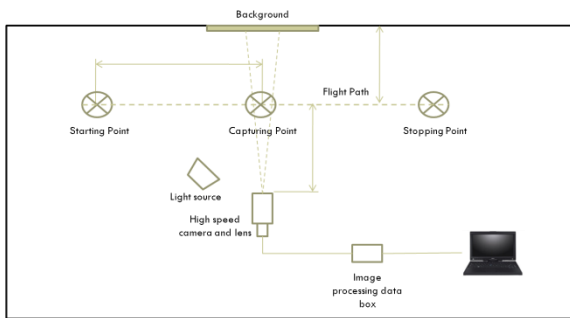 Background
Flight Path
Starting Point
Capturing Point
Stopping Point
Light source
High speed
camera and lens
Image
processing data
box